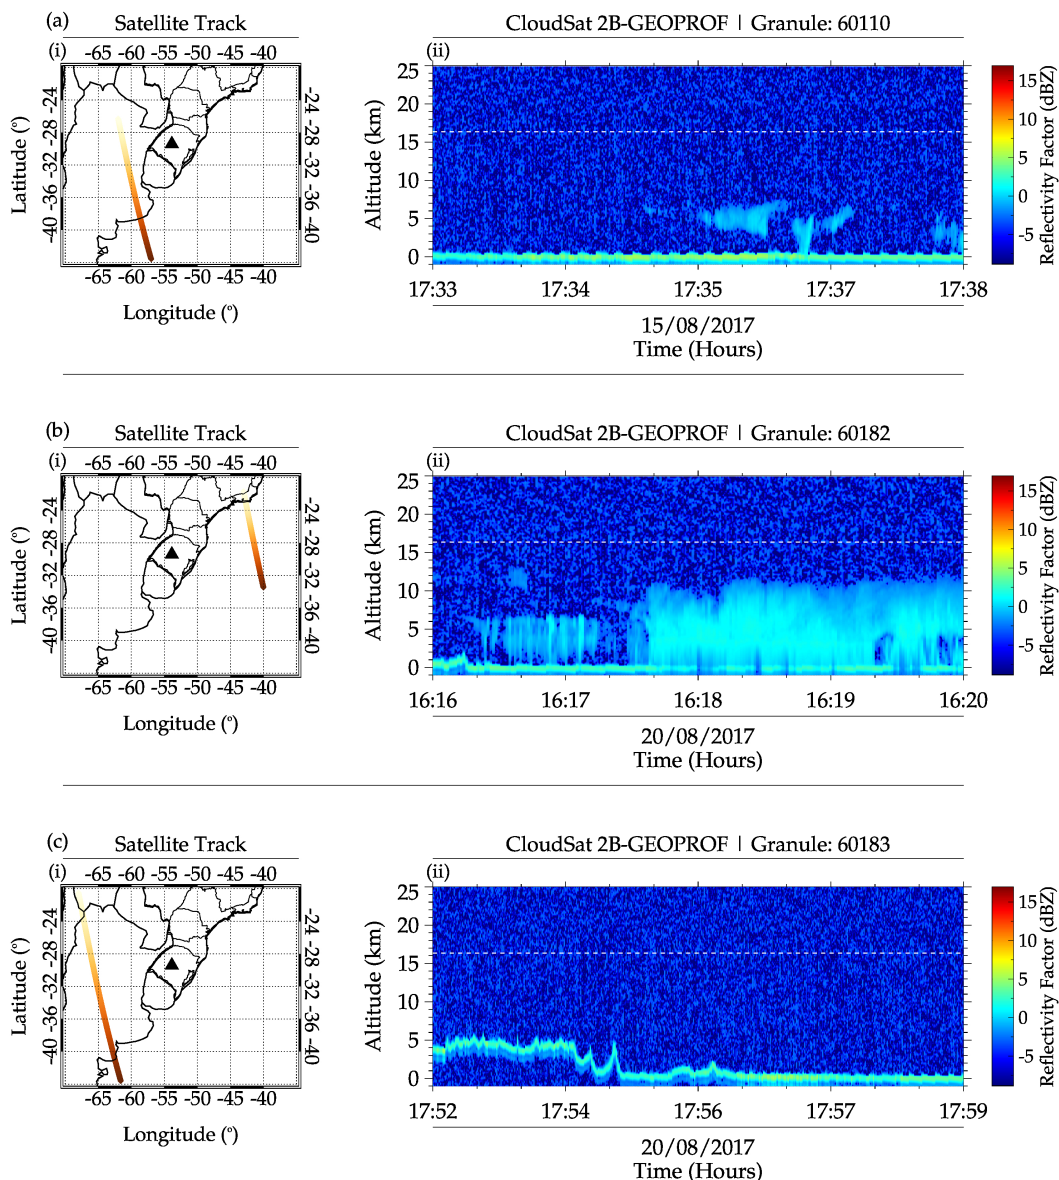 (a) Satellite Track
CloudSat 2B-GEOPROF | Granule: 60110
(i) -65 -60 -55 -50 -45 -40
-24
-28
-32
-36
-40
Latitude (°)
-24
-28
-32
-36
-40
-65 -60 -55 -50 -45 -40
Longitude (°)
(ii)
25
20
15
10
5
0
Altitude (km)
17:33 17:34 17:35 17:37 17:38
15/08/2017
Time (Hours)
15
10
5
0
-5
Reflectivity Factor (dBZ)
(b) Satellite Track
CloudSat 2B-GEOPROF | Granule: 60182
(i) -65 -60 -55 -50 -45 -40
-24
-28
-32
-36
-40
Latitude (°)
-24
-28
-32
-36
-40
-65 -60 -55 -50 -45 -40
Longitude (°)
(ii)
25
20
15
10
5
0
Altitude (km)
16:16 16:17 16:18 16:19 16:20
20/08/2017
Time (Hours)
15
10
5
0
-5
Reflectivity Factor (dBZ)
(c) Satellite Track
CloudSat 2B-GEOPROF | Granule: 60183
(i) -65 -60 -55 -50 -45 -40
-24
-28
-32
-36
-40
Latitude (°)
-24
-28
-32
-36
-40
-65 -60 -55 -50 -45 -40
Longitude (°)
(ii)
25
20
15
10
5
0
Altitude (km)
17:52 17:54 17:56 17:57 17:59
20/08/2017
Time (Hours)
15
10
5
0
-5
Reflectivity Factor (dBZ)